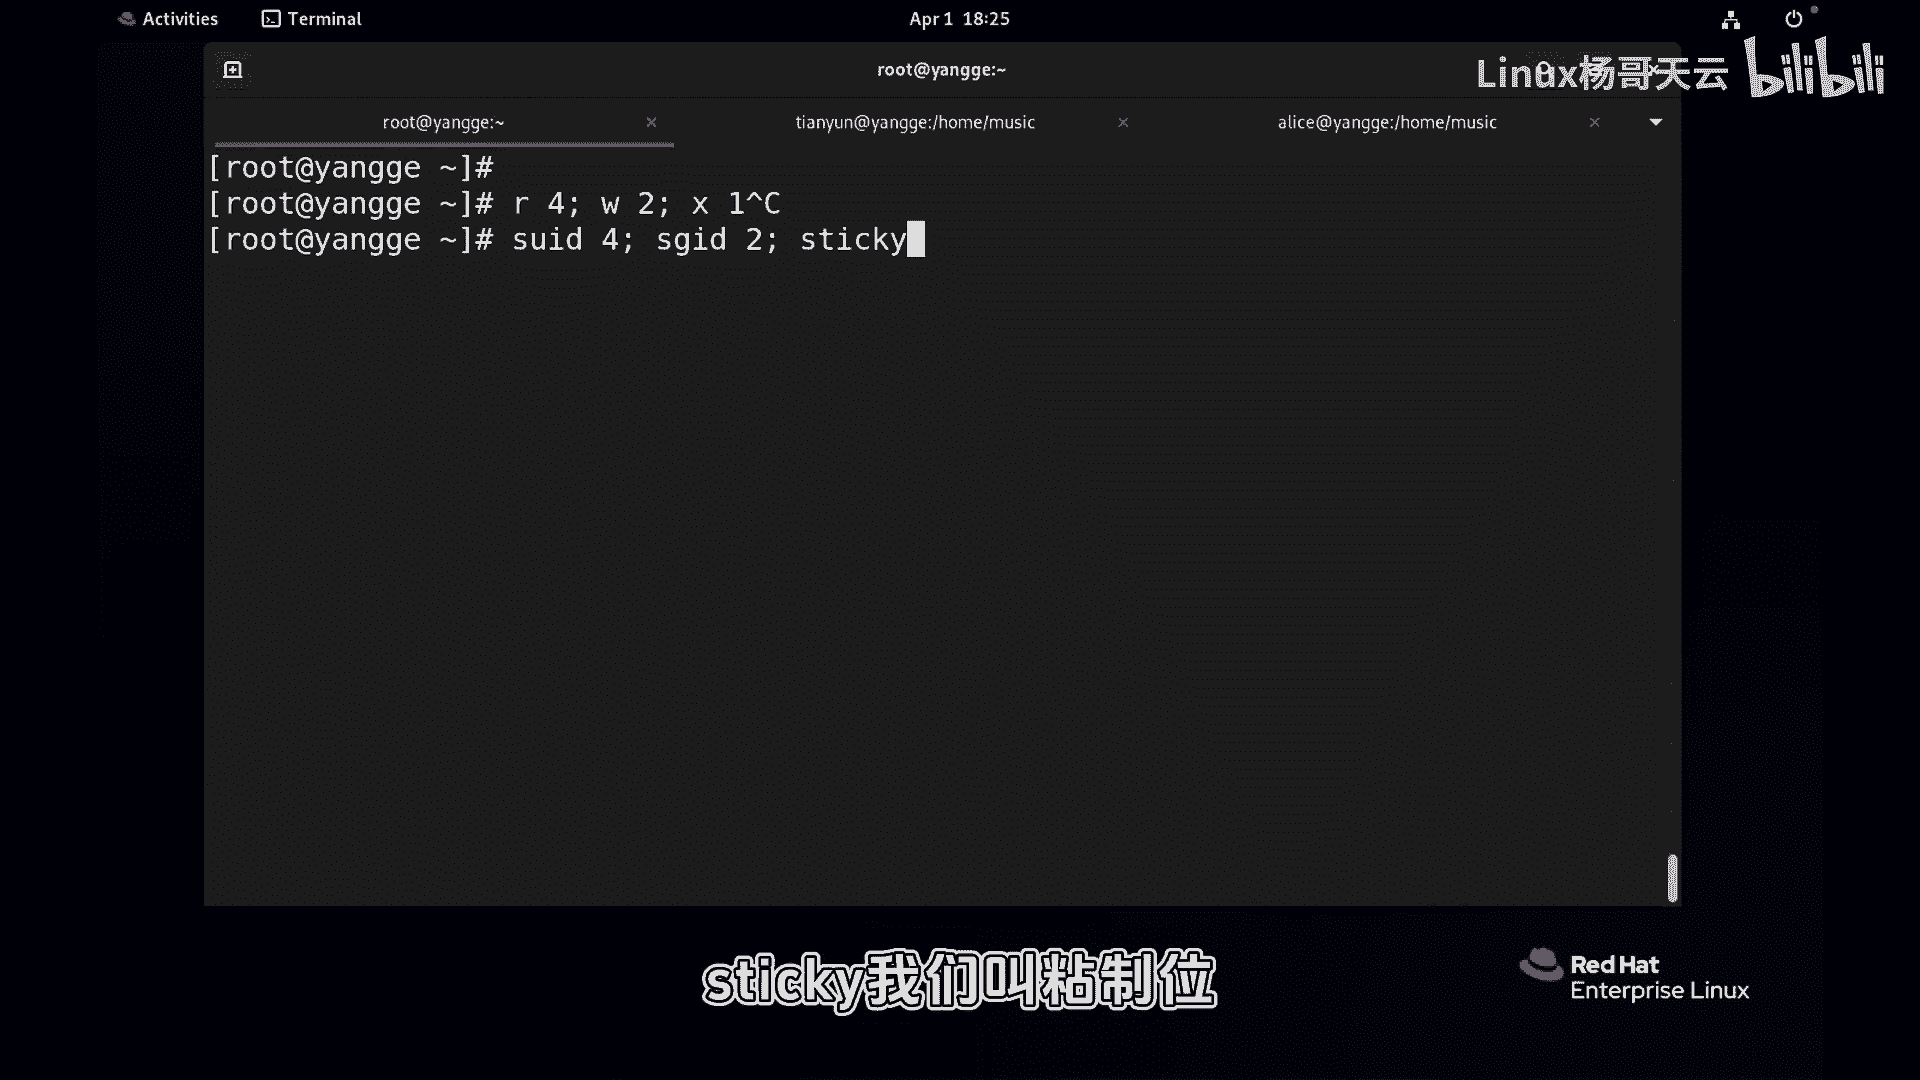 Activities Terminal Apr 1 18:25
root@yangge:~
Linux杨哥天云 bilibili
root@yangge:~ tianyun@yangge:/home/music alice@yangge:/home/music
[root@yangge ~]#
[root@yangge ~]# r 4; w 2; x 1^C
[root@yangge ~]# suid 4; sgid 2; sticky
sticky我们叫粘制位
Red Hat
Enterprise Linux